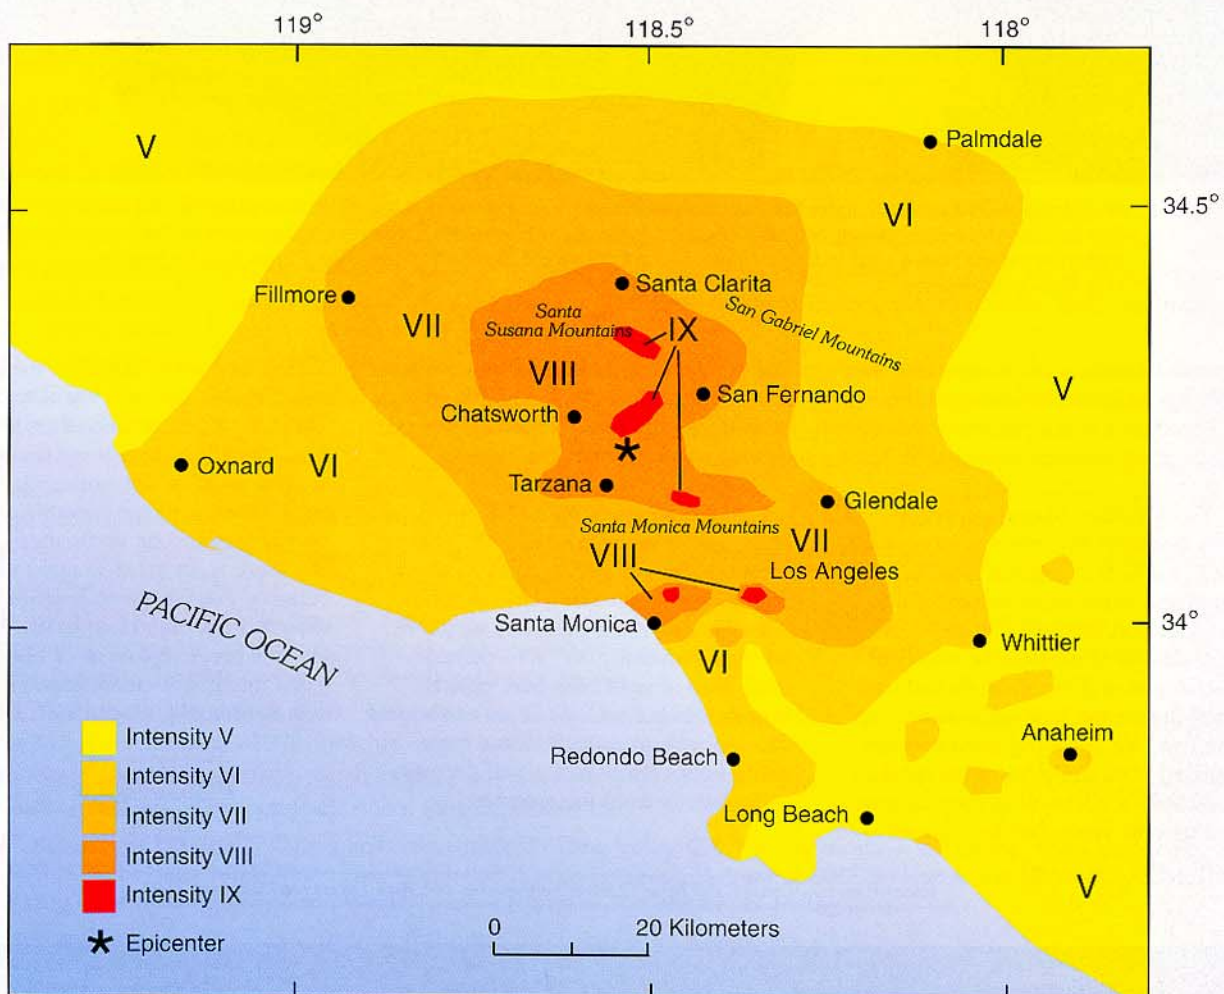 119°
118.5°
118°
V
Palmdale
34.5°
VI
Santa Clarita
Fillmore
Santa
Susana Mountains
San Gabriel Mountains
VII
IX
VIII
V
San Fernando
Chatsworth
Oxnard
VI
Tarzana
Glendale
Santa Monica Mountains
VII
VIII
Los Angeles
PACIFIC OCEAN
Santa Monica
34°
Whittier
VI
Anaheim
Redondo Beach
Long Beach
V
Intensity V
Intensity VI
Intensity VII
Intensity VIII
Intensity IX
Epicenter
0 20 Kilometers